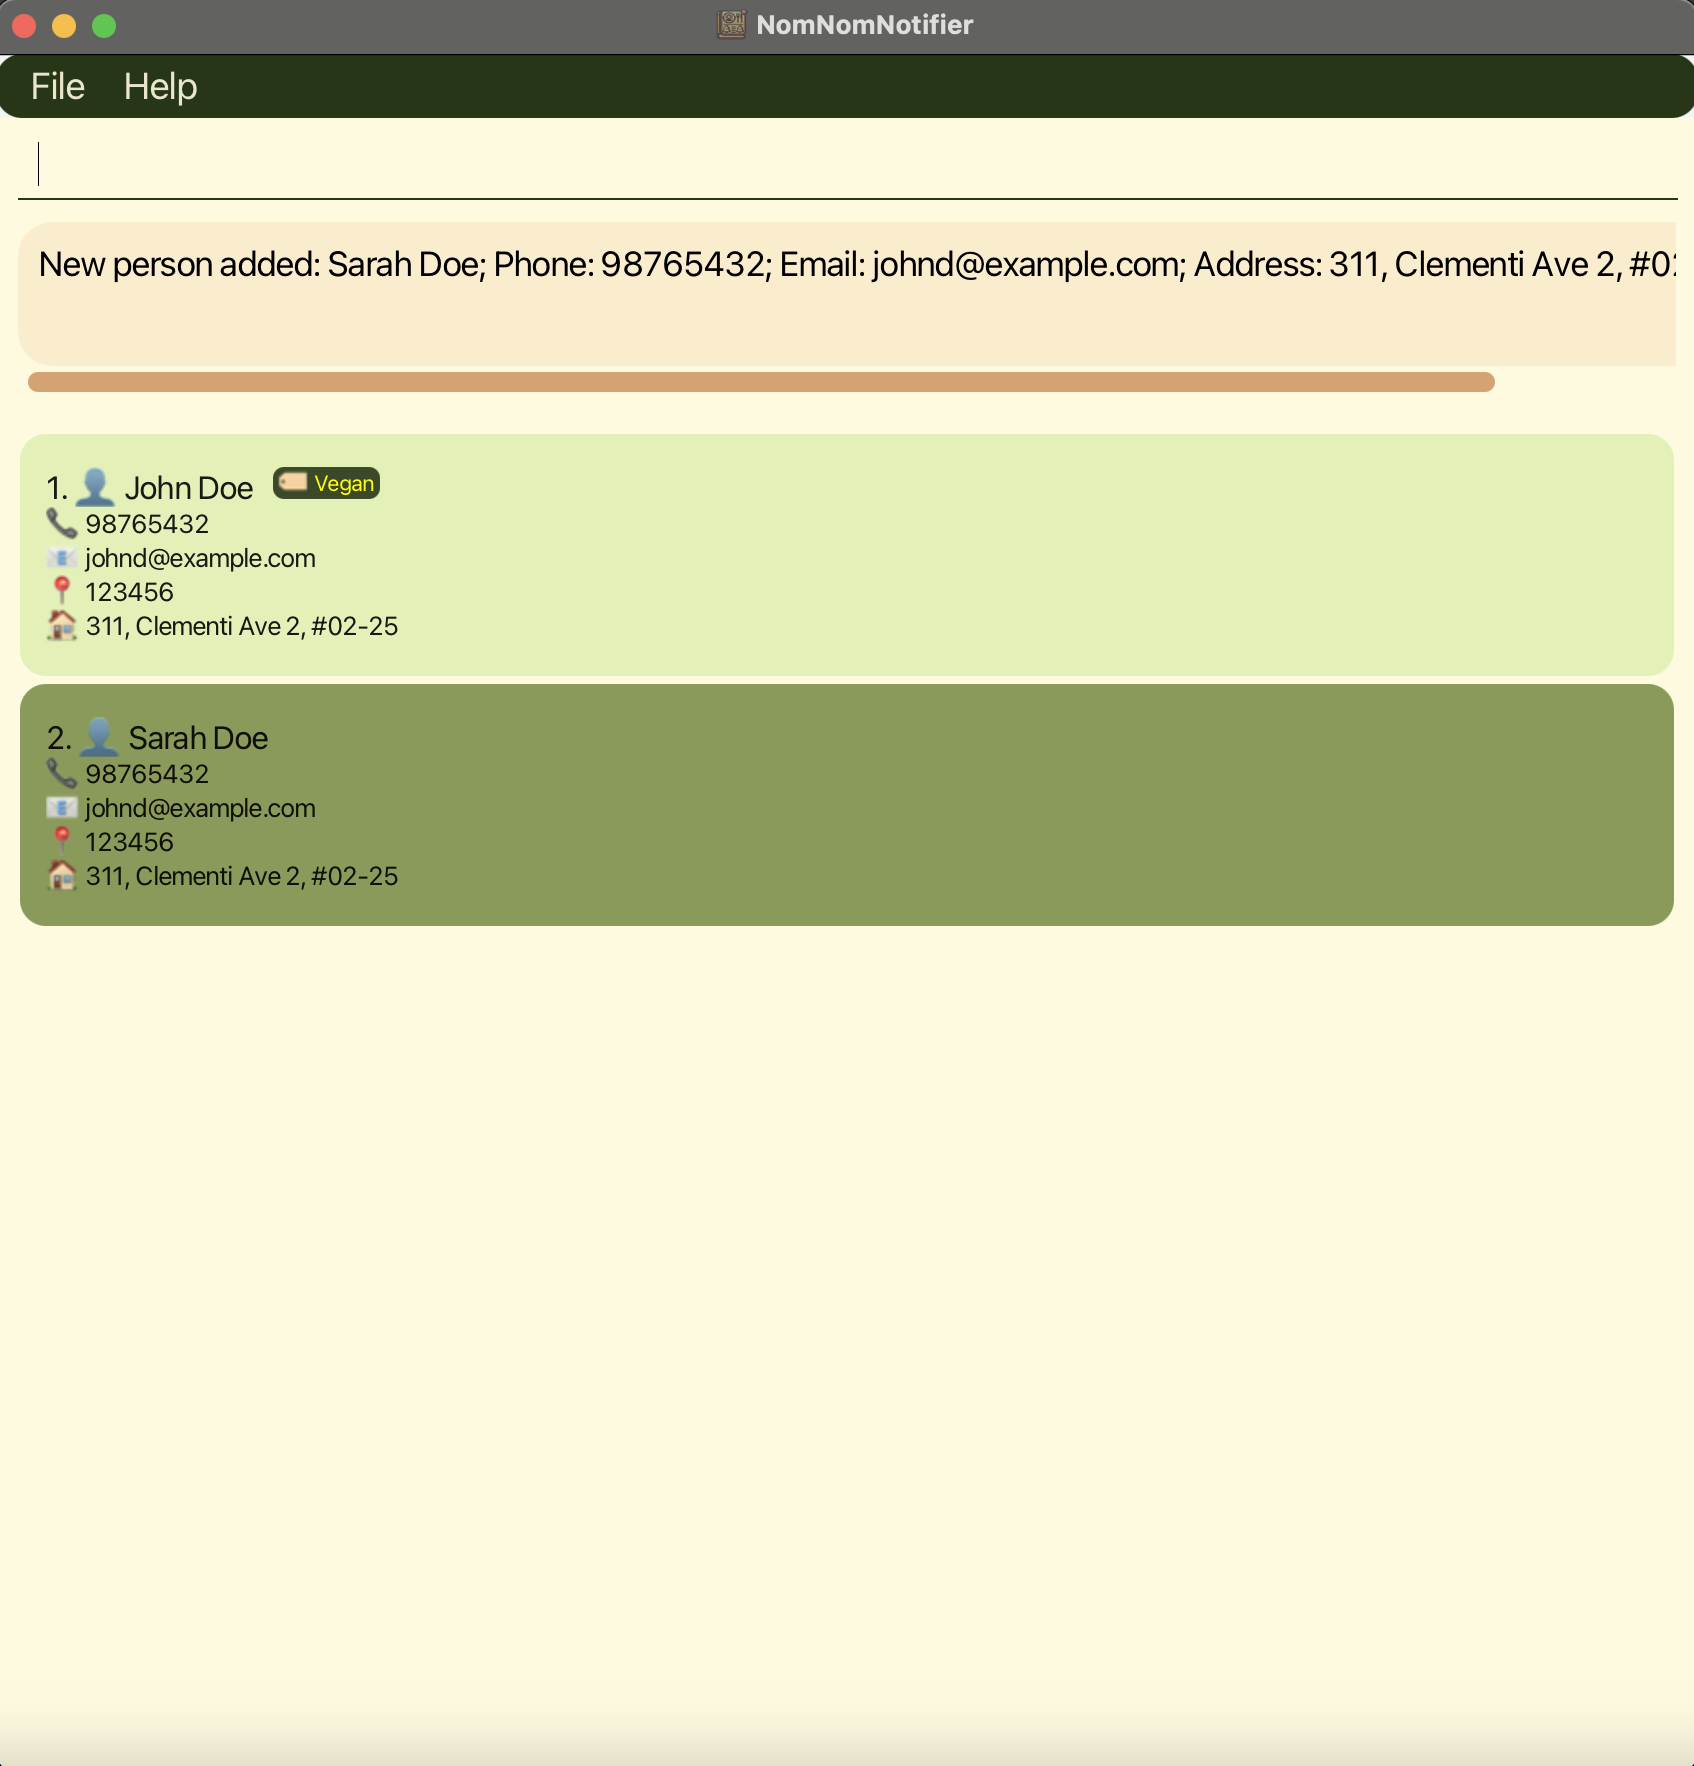 NomNomNotifier
File Help
New person added: Sarah Doe; Phone: 98765432; Email: johnd@example.com; Address: 311, Clementi Ave 2, #02
1. John Doe Vegan
98765432
johnd@example.com
123456
311, Clementi Ave 2, #02-25
2. Sarah Doe
98765432
johnd@example.com
123456
311, Clementi Ave 2, #02-25